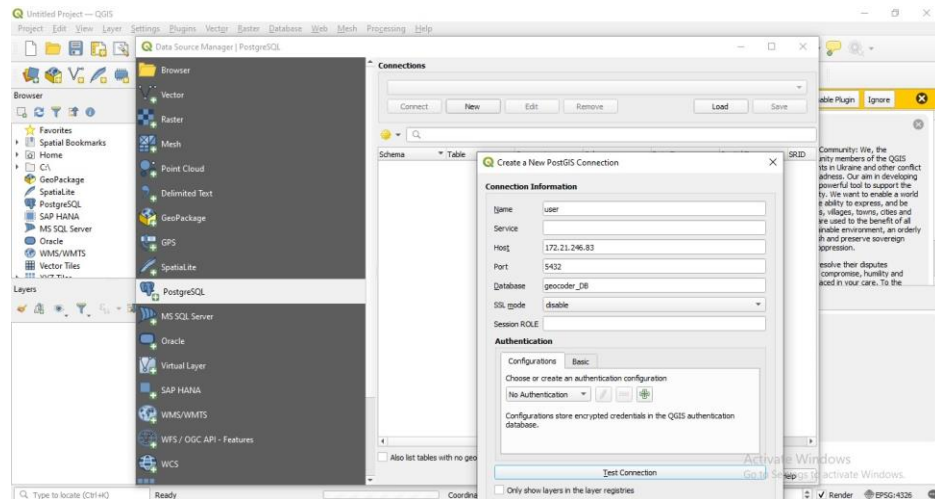 Untitled Project — QGIS
Project Edit View Layer Settings Plugins Vector Raster Database Web Mesh Processing Help
Data Source Manager | PostgreSQL
Browser
Favorites
Spatial Bookmarks
Home
C:\
GeoPackage
SpatiaLite
PostgreSQL
SAP HANA
MS SQL Server
Oracle
WMS/WMTS
Vector Tiles
XYZ Tiles
Layers
Browser
Vector
Raster
Mesh
Point Cloud
Delimited Text
GeoPackage
GPS
SpatiaLite
PostgreSQL
MS SQL Server
Oracle
Virtual Layer
SAP HANA
WMS/WMTS
WFS / OGC API - Features
WCS
Connections
Connect New Edit Remove Load Save
Schema Table SRID
Also list tables with no geo
Create a New PostGIS Connection
Connection Information
Name user
Service
Host 172.21.246.83
Port 5432
Database geocoder_DB
SSL mode disable
Session ROLE
Authentication
Configurations Basic
Choose or create an authentication configuration
No Authentication
Configurations store encrypted credentials in the QGIS authentication
database.
Test Connection
Only show layers in the layer registries
able Plugin Ignore
Community: We, the
unity members of the QGIS
ts in Ukraine and other conflict
adness. Our aim in developing
powerful tool to support the
ty. We want to enable a world
e ability to express, and be
s, villages, towns, cities and
are used to the benefit of all
inable environment, an orderly
sh and preserve sovereign
oppression.
esolve their disputes
compromise, humility and
aced in your care. To the
Activate Windows
Go to Settings to activate Windows.
Help
Type to locate (Ctrl+K) Ready Coordina Render EPSG:4326